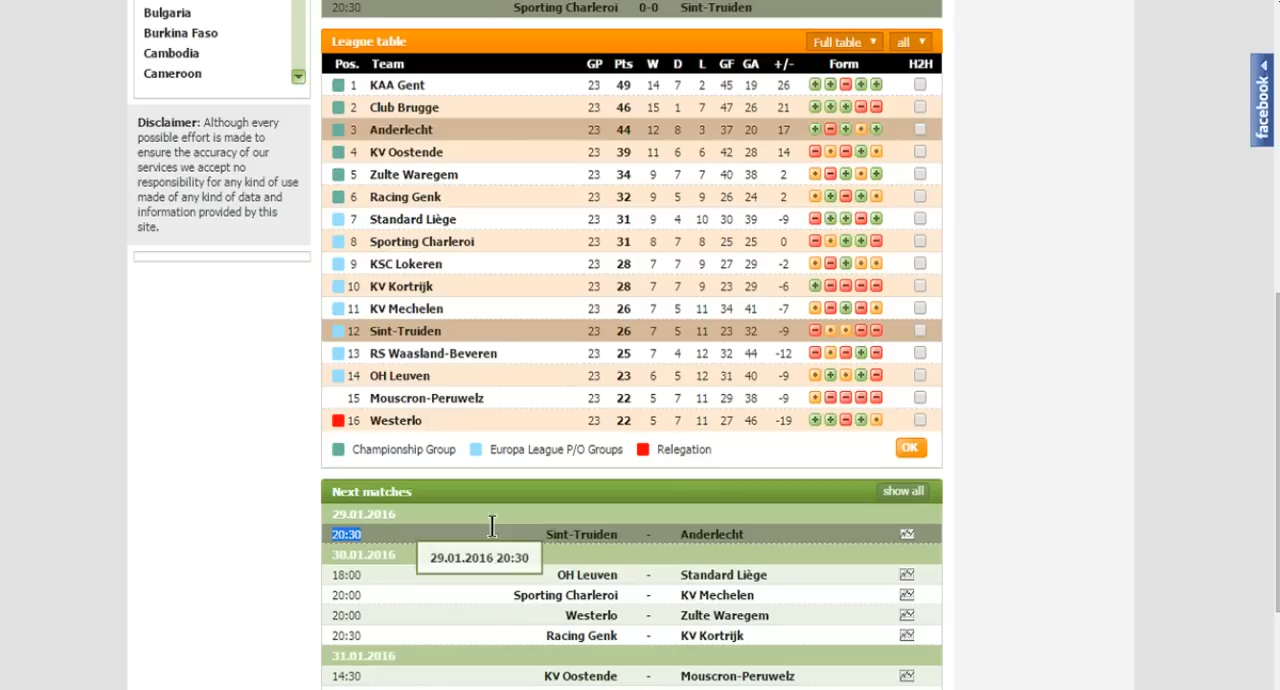 Bulgaria
Burkina Faso
Cambodia
Cameroon
Disclaimer: Although every
possible effort is made to
ensure the accuracy of our
services we accept no
responsibility for any kind of use
made of any kind of data and
information provided by this
site.
20:30 Sporting Charleroi 0-0 Sint-Truiden
League table Full table all
Pos. Team GP Pts W D L GF GA +/- Form H2H
1 KAA Gent 23 49 14 7 2 45 19 26
2 Club Brugge 23 46 15 1 7 47 26 21
3 Anderlecht 23 44 12 8 3 37 20 17
4 KV Oostende 23 39 11 6 6 42 28 14
5 Zulte Waregem 23 34 9 7 7 40 38 2
6 Racing Genk 23 32 9 5 9 26 24 2
7 Standard Liège 23 31 9 4 10 30 39 -9
8 Sporting Charleroi 23 31 8 7 8 25 25 0
9 KSC Lokeren 23 28 7 7 9 27 29 -2
10 KV Kortrijk 23 28 7 7 9 23 29 -6
11 KV Mechelen 23 26 7 5 11 34 41 -7
12 Sint-Truiden 23 26 7 5 11 23 32 -9
13 RS Waasland-Beveren 23 25 7 4 12 32 44 -12
14 OH Leuven 23 23 6 5 12 31 40 -9
15 Mouscron-Peruwelz 23 22 5 7 11 29 38 -9
16 Westerlo 23 22 5 7 11 27 46 -19
Championship Group Europa League P/O Groups Relegation OK
Next matches show all
29.01.2016
20:30 Sint-Truiden - Anderlecht
29.01.2016 20:30
30.01.2016
18:00 OH Leuven - Standard Liège
20:00 Sporting Charleroi - KV Mechelen
20:00 Westerlo - Zulte Waregem
20:30 Racing Genk - KV Kortrijk
31.01.2016
14:30 KV Oostende - Mouscron-Peruwelz
facebook